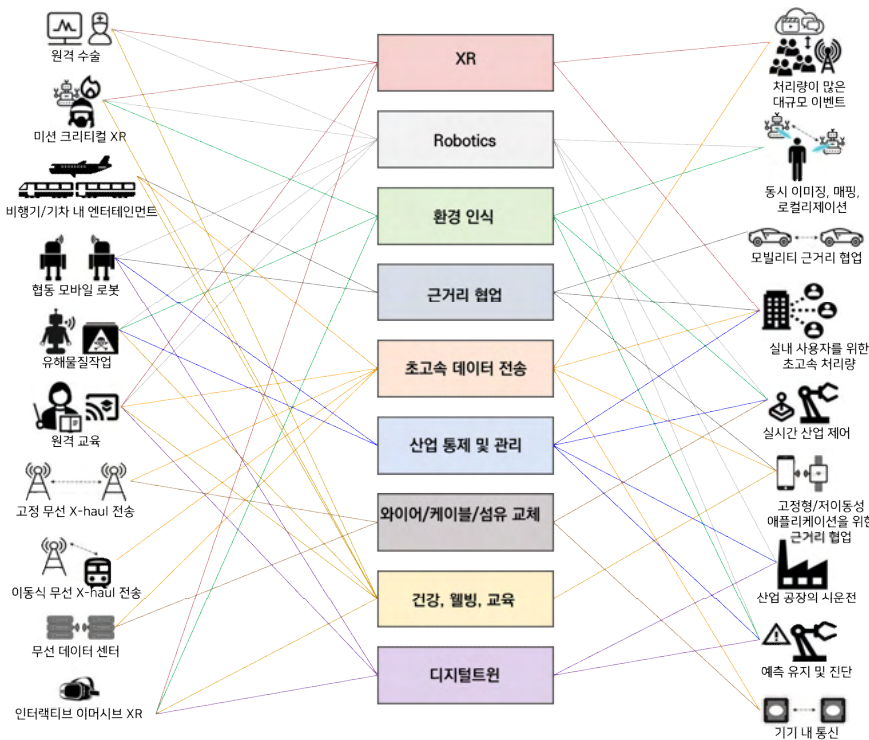 원격 수술
미션 크리티컬 XR
비행기/기차 내 엔터테인먼트
협동 모바일 로봇
유해물질작업
원격 교육
고정 무선 X-haul 전송
이동식 무선 X-haul 전송
무선 데이터 센터
인터랙티브 이머시브 XR
XR
Robotics
환경 인식
근거리 협업
초고속 데이터 전송
산업 통제 및 관리
와이어/케이블/섬유 교체
건강, 웰빙, 교육
디지털트윈
처리량이 많은
대규모 이벤트
동시 이미징, 매핑,
로컬리제이션
모빌리티 근거리 협업
실내 사용자를 위한
초고속 처리량
실시간 산업 제어
고정형/저이동성
애플리케이션을 위한
근거리 협업
산업 공장의 시운전
예측 유지 및 진단
기기 내 통신